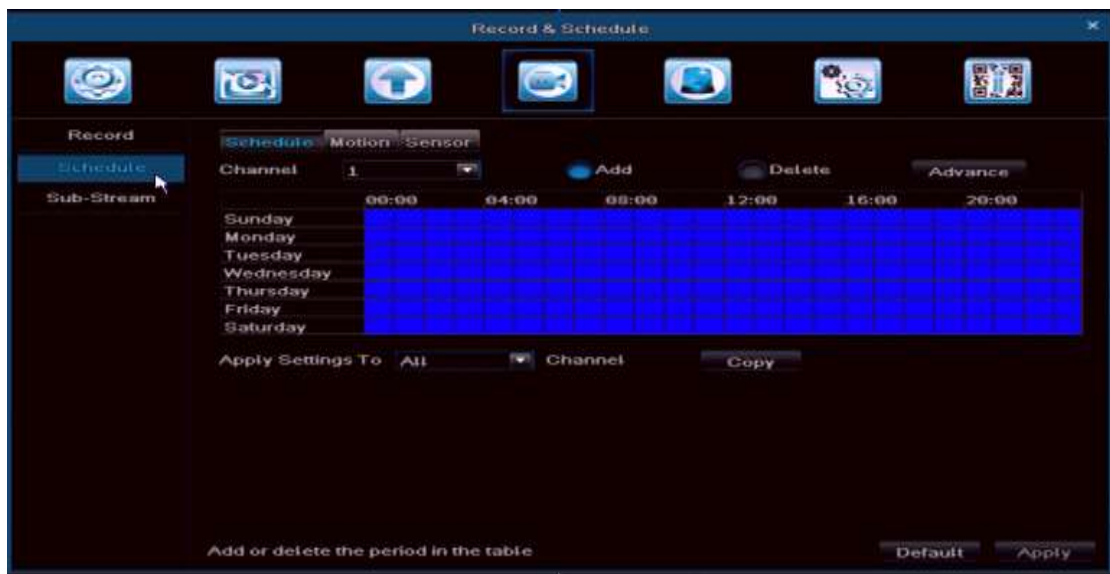 Record & Schedule ×
Record
Schedule
Sub-Stream
Schedule Motion Sensor
Channel 1 Add Delete Advance
00:00 04:00 08:00 12:00 16:00 20:00
Sunday
Monday
Tuesday
Wednesday
Thursday
Friday
Saturday
Apply Settings To All Channel Copy
Add or delete the period in the table
Default Apply